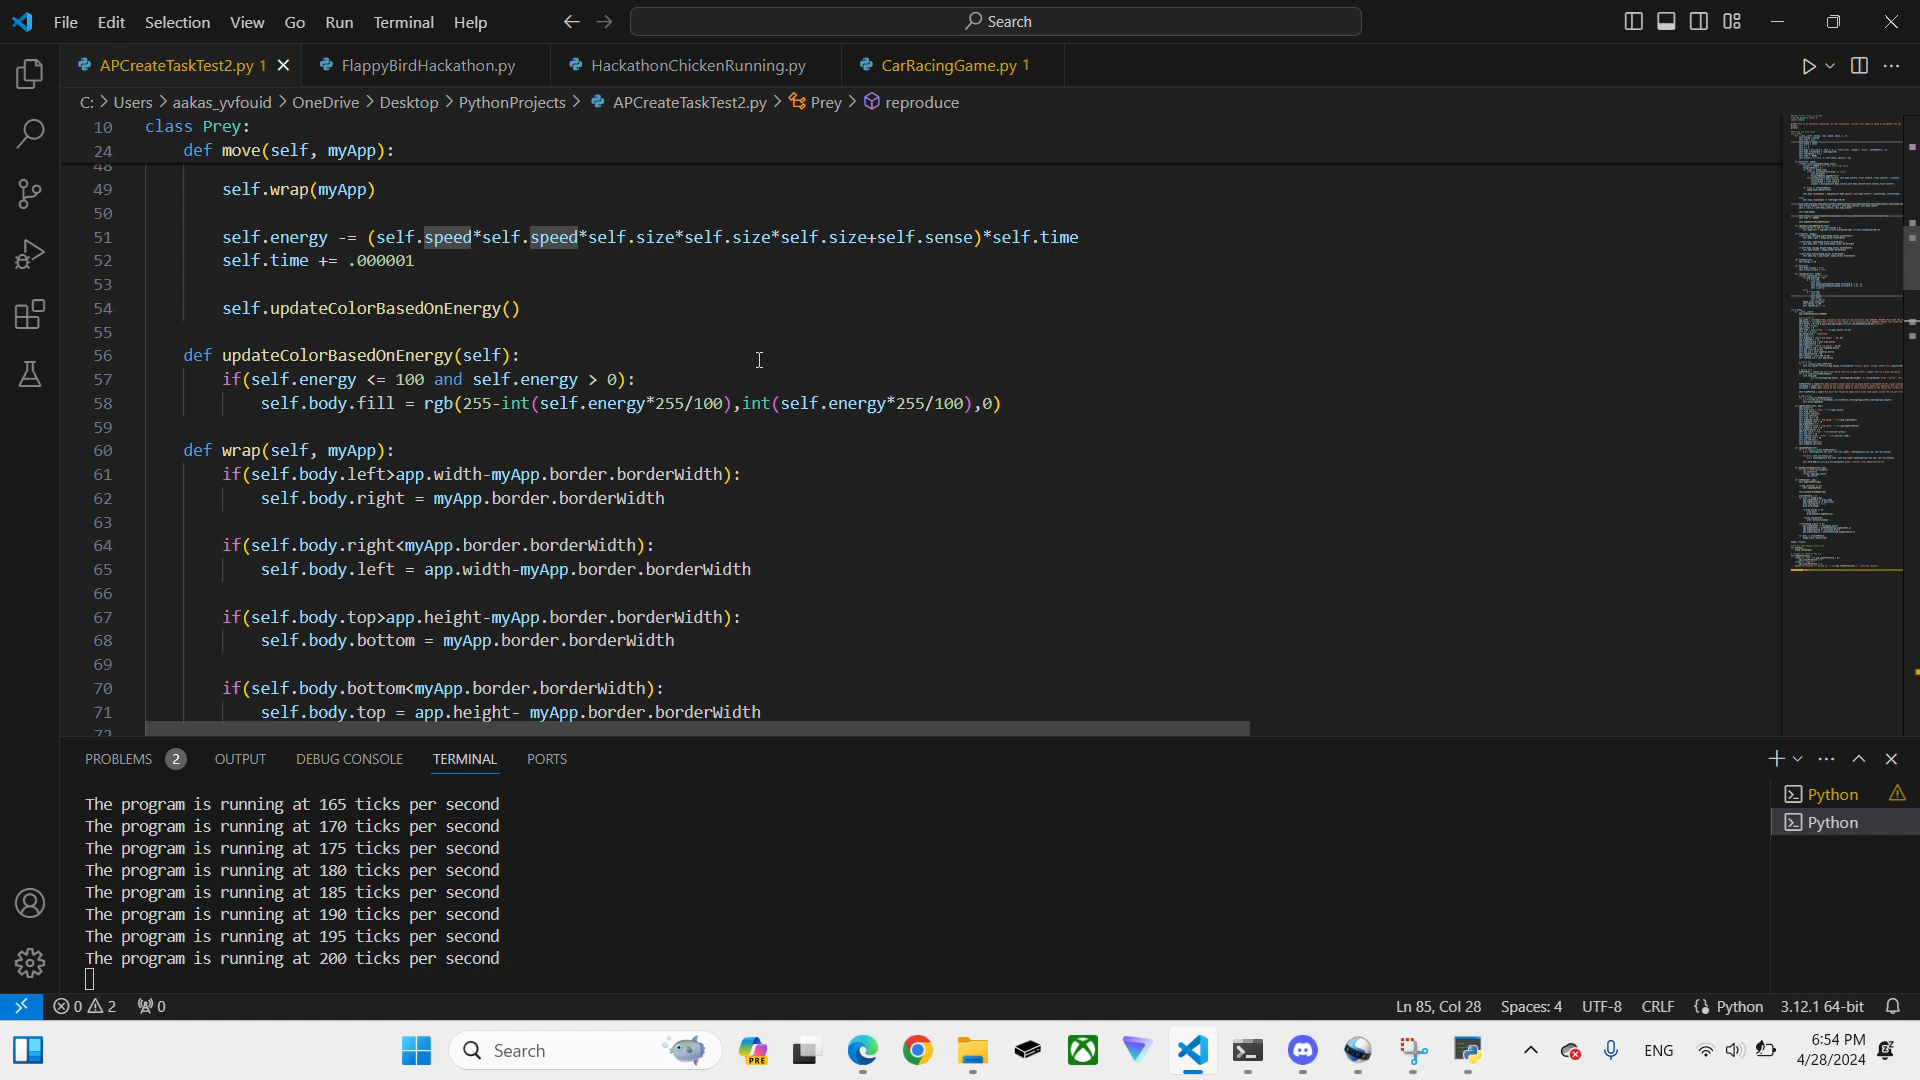 File Edit Selection View Go Run Terminal Help Search
APCreateTaskTest2.py 1 FlappyBirdHackathon.py HackathonChickenRunning.py CarRacingGame.py 1
C: > Users > aakas_yvfouid > OneDrive > Desktop > PythonProjects > APCreateTaskTest2.py > Prey > reproduce
10 class Prey:
24 def move(self, myApp):
48
49 self.wrap(myApp)
50
51 self.energy -= (self.speed*self.speed*self.size*self.size*self.size+self.sense)*self.time
52 self.time += .000001
53
54 self.updateColorBasedOnEnergy()
55
56 def updateColorBasedOnEnergy(self):
57 if(self.energy <= 100 and self.energy > 0):
58 self.body.fill = rgb(255-int(self.energy*255/100),int(self.energy*255/100),0)
59
60 def wrap(self, myApp):
61 if(self.body.left>app.width-myApp.border.borderWidth):
62 self.body.right = myApp.border.borderWidth
63
64 if(self.body.right<myApp.border.borderWidth):
65 self.body.left = app.width-myApp.border.borderWidth
66
67 if(self.body.top>app.height-myApp.border.borderWidth):
68 self.body.bottom = myApp.border.borderWidth
69
70 if(self.body.bottom<myApp.border.borderWidth):
71 self.body.top = app.height- myApp.border.borderWidth
72
PROBLEMS 2 OUTPUT DEBUG CONSOLE TERMINAL PORTS
The program is running at 165 ticks per second
The program is running at 170 ticks per second
The program is running at 175 ticks per second
The program is running at 180 ticks per second
The program is running at 185 ticks per second
The program is running at 190 ticks per second
The program is running at 195 ticks per second
The program is running at 200 ticks per second
Python
Python
0 2 0 Ln 85, Col 28 Spaces: 4 UTF-8 CRLF Python 3.12.1 64-bit
Search PRE ENG 6:54 PM
4/28/2024